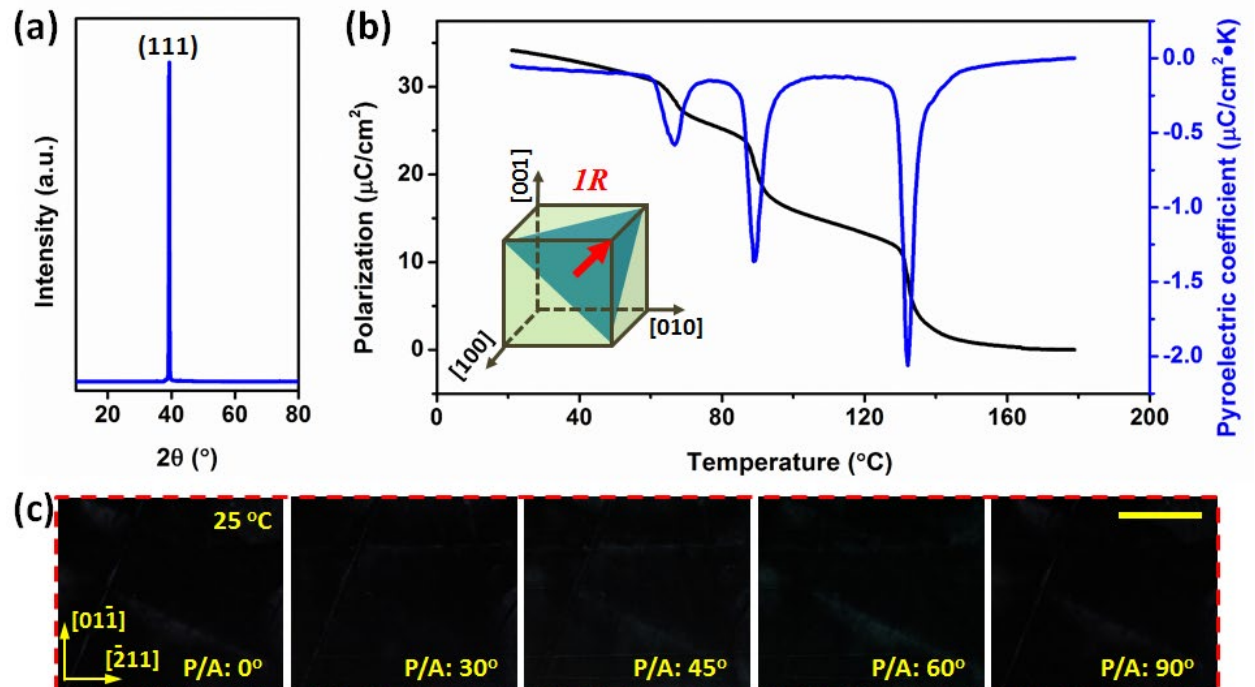 (a)
(111)
Intensity (a.u.)
20
40
60
80
2θ (°)
(b)
Polarization (μC/cm²)
30
20
10
0
0
40
80
120
160
200
Temperature (°C)
0.0
-0.5
-1.0
-1.5
-2.0
Pyroelectric coefficient (μC/cm²•K)
[001]
1R
[010]
[100]
(c)
25 °C
[011̄]
[2̄11]
P/A: 0°
P/A: 30°
P/A: 45°
P/A: 60°
P/A: 90°